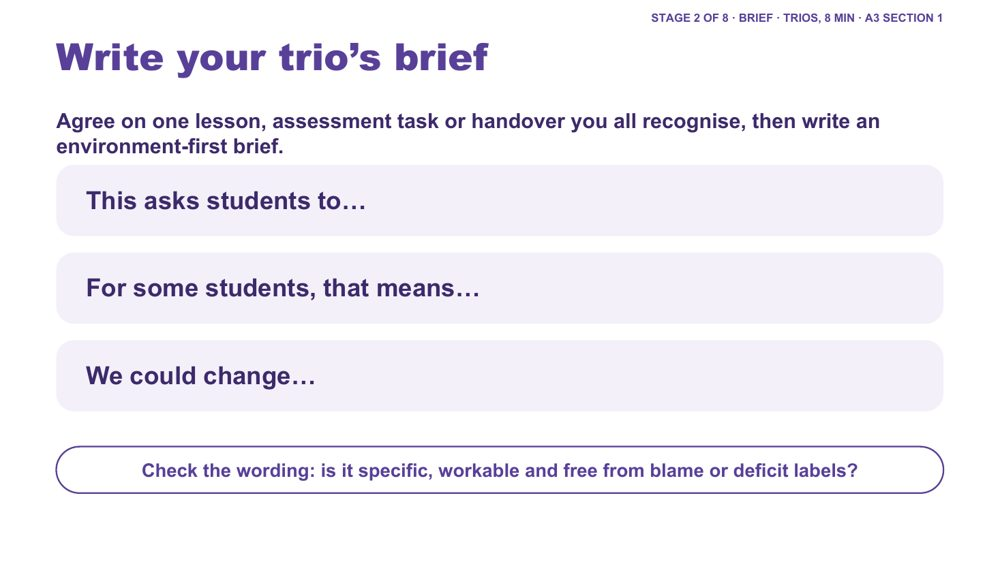 STAGE 2 OF 8 · BRIEF · TRIOS, 8 MIN · A3 SECTION 1
Write your trio’s brief
Agree on one lesson, assessment task or handover you all recognise, then write an
environment-first brief.
This asks students to…
For some students, that means…
We could change…
Check the wording: is it specific, workable and free from blame or deficit labels?